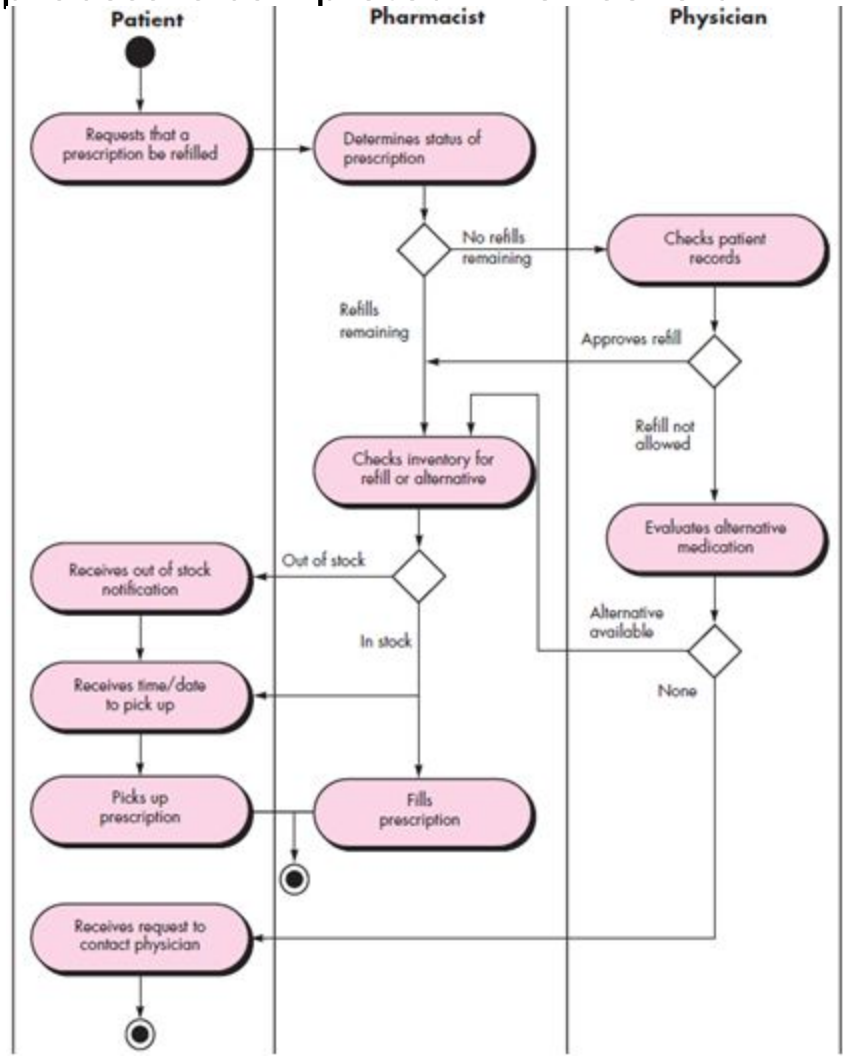 Patient
Pharmacist
Physician
Requests that a
prescription be refilled
Determines status of
prescription
No refills
remaining
Checks patient
records
Refills
remaining
Approves refill
Refill not
allowed
Checks inventory for
refill or alternative
Evaluates alternative
medication
Out of stock
Receives out of stock
notification
In stock
Alternative
available
None
Receives time/date
to pick up
Picks up
prescription
Fills
prescription
Receives request to
contact physician